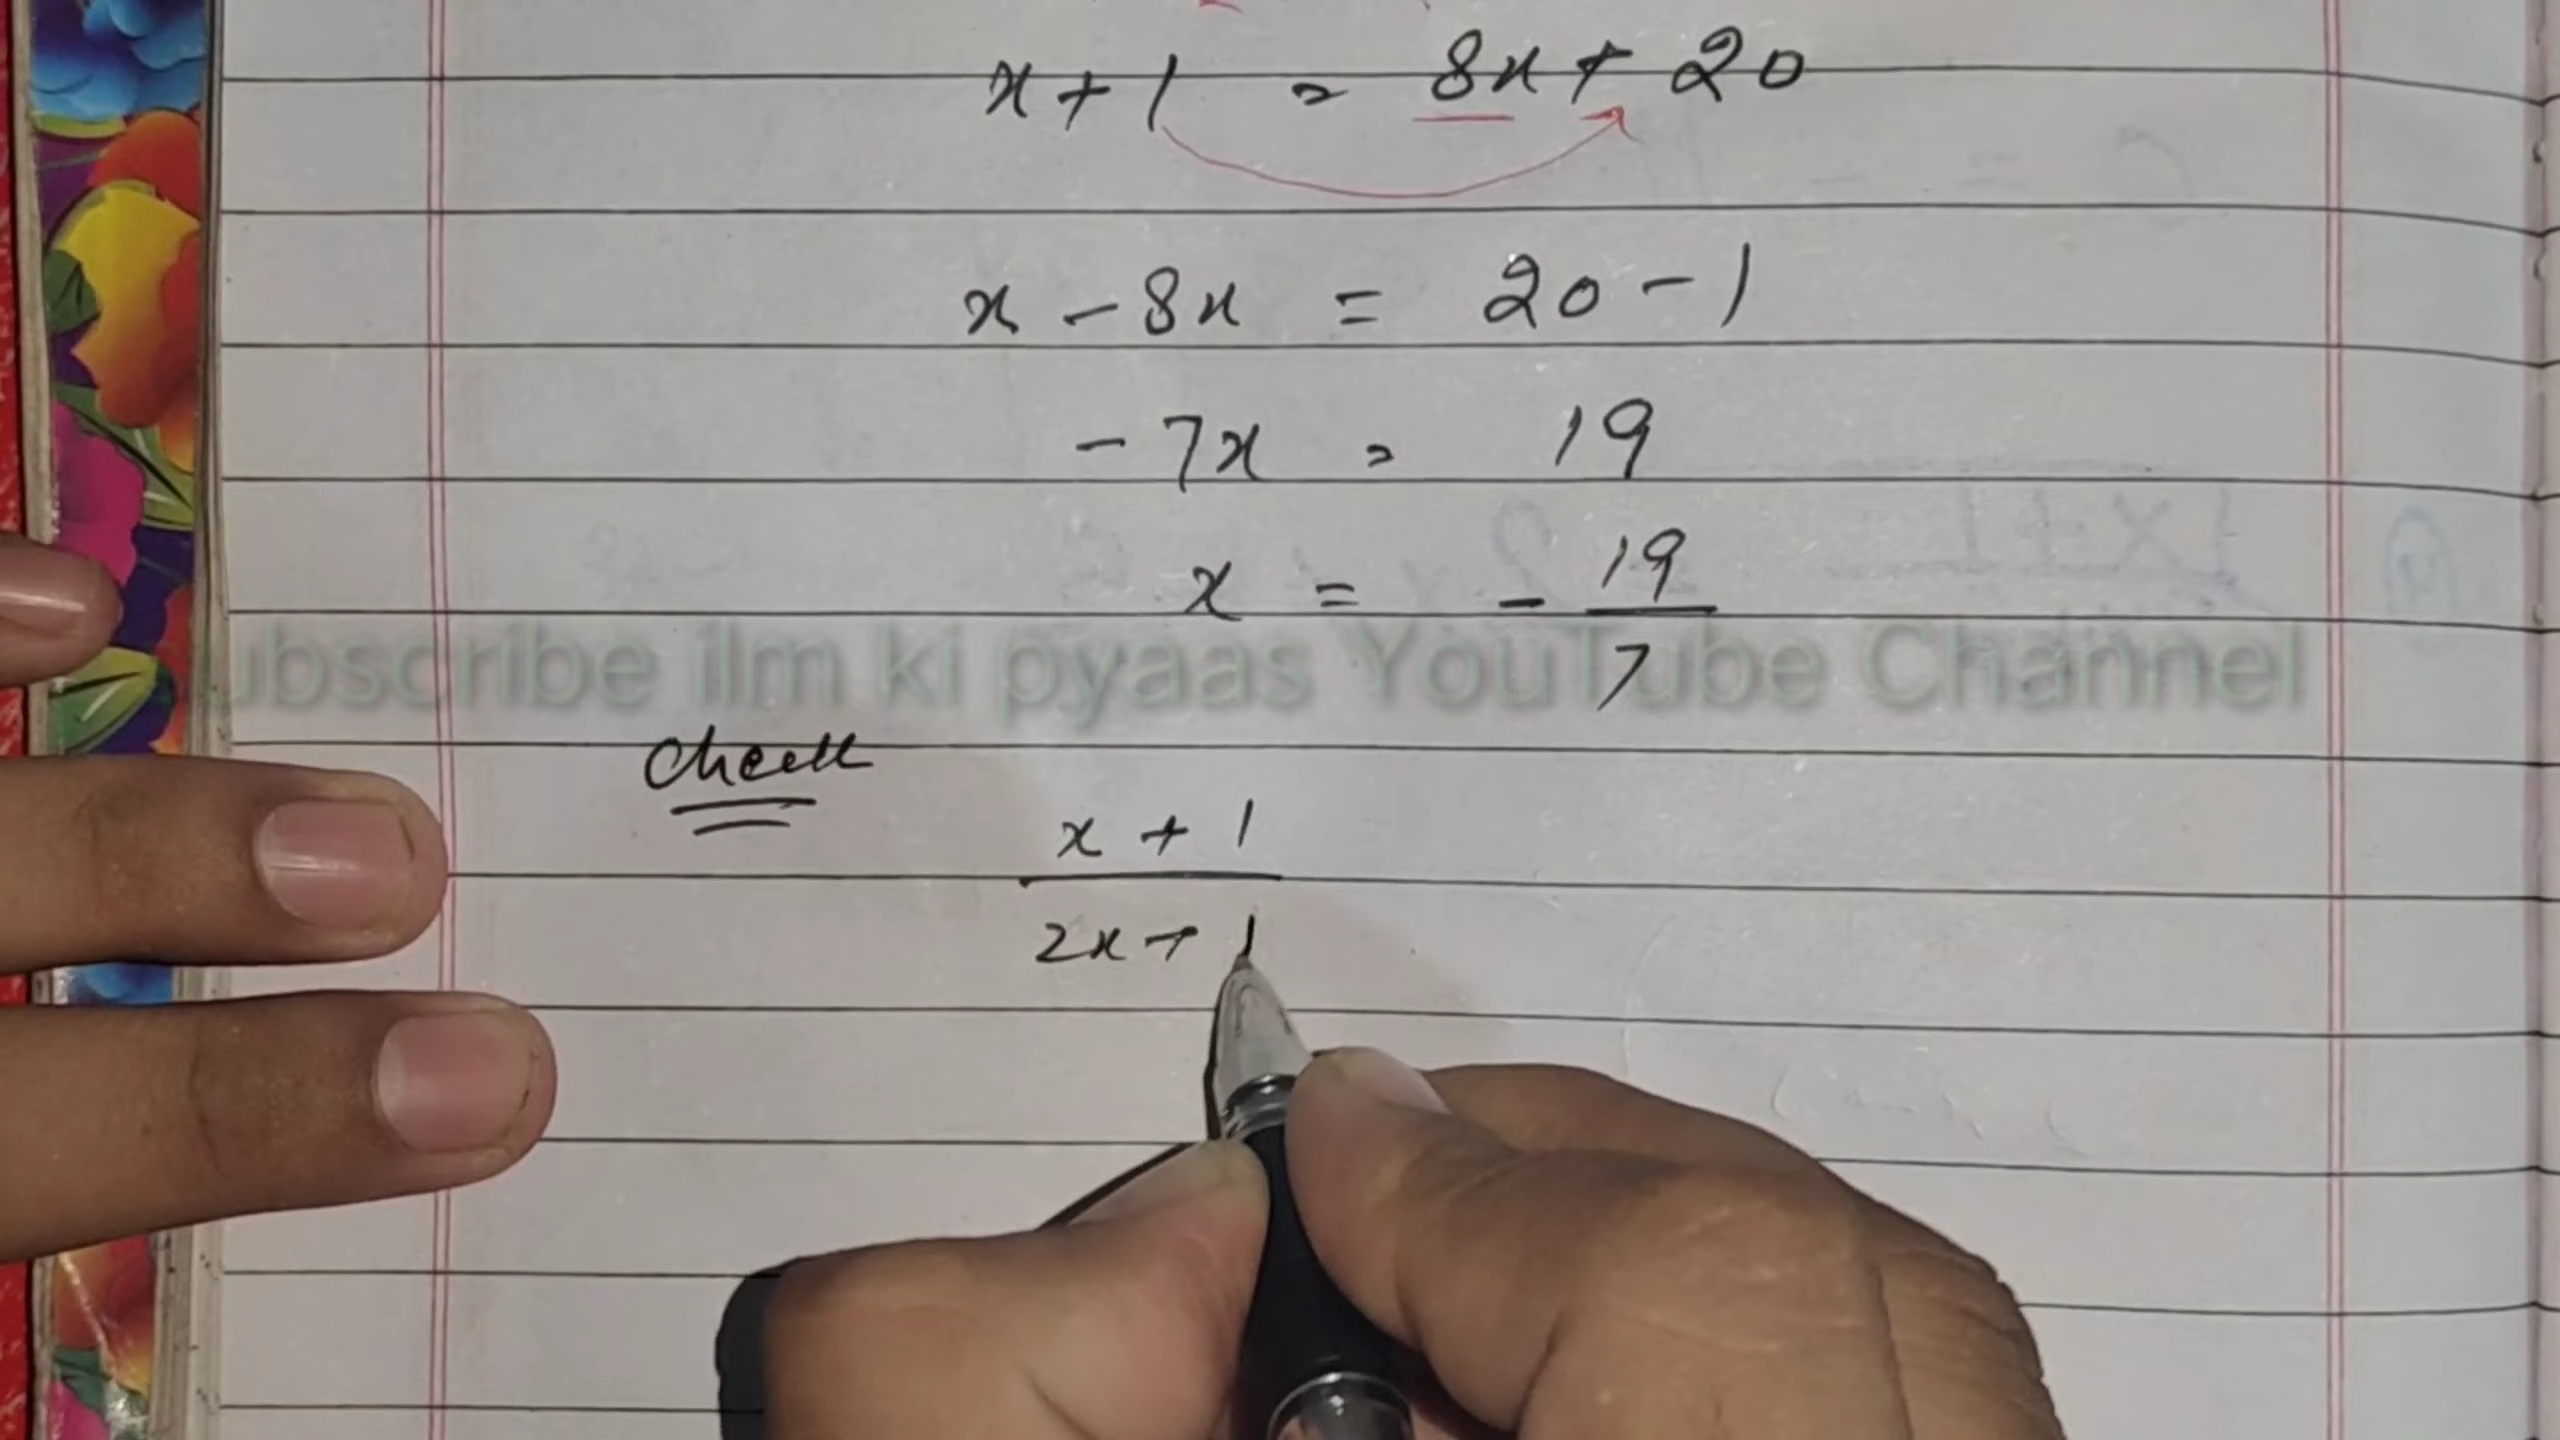 x + 1 = 8x + 20
x - 8x = 20 - 1
- 7x = 19
x = - 19/7
ubscribe ilm ki pyaas YouTube Channel
Check
x + 1
2x + 1